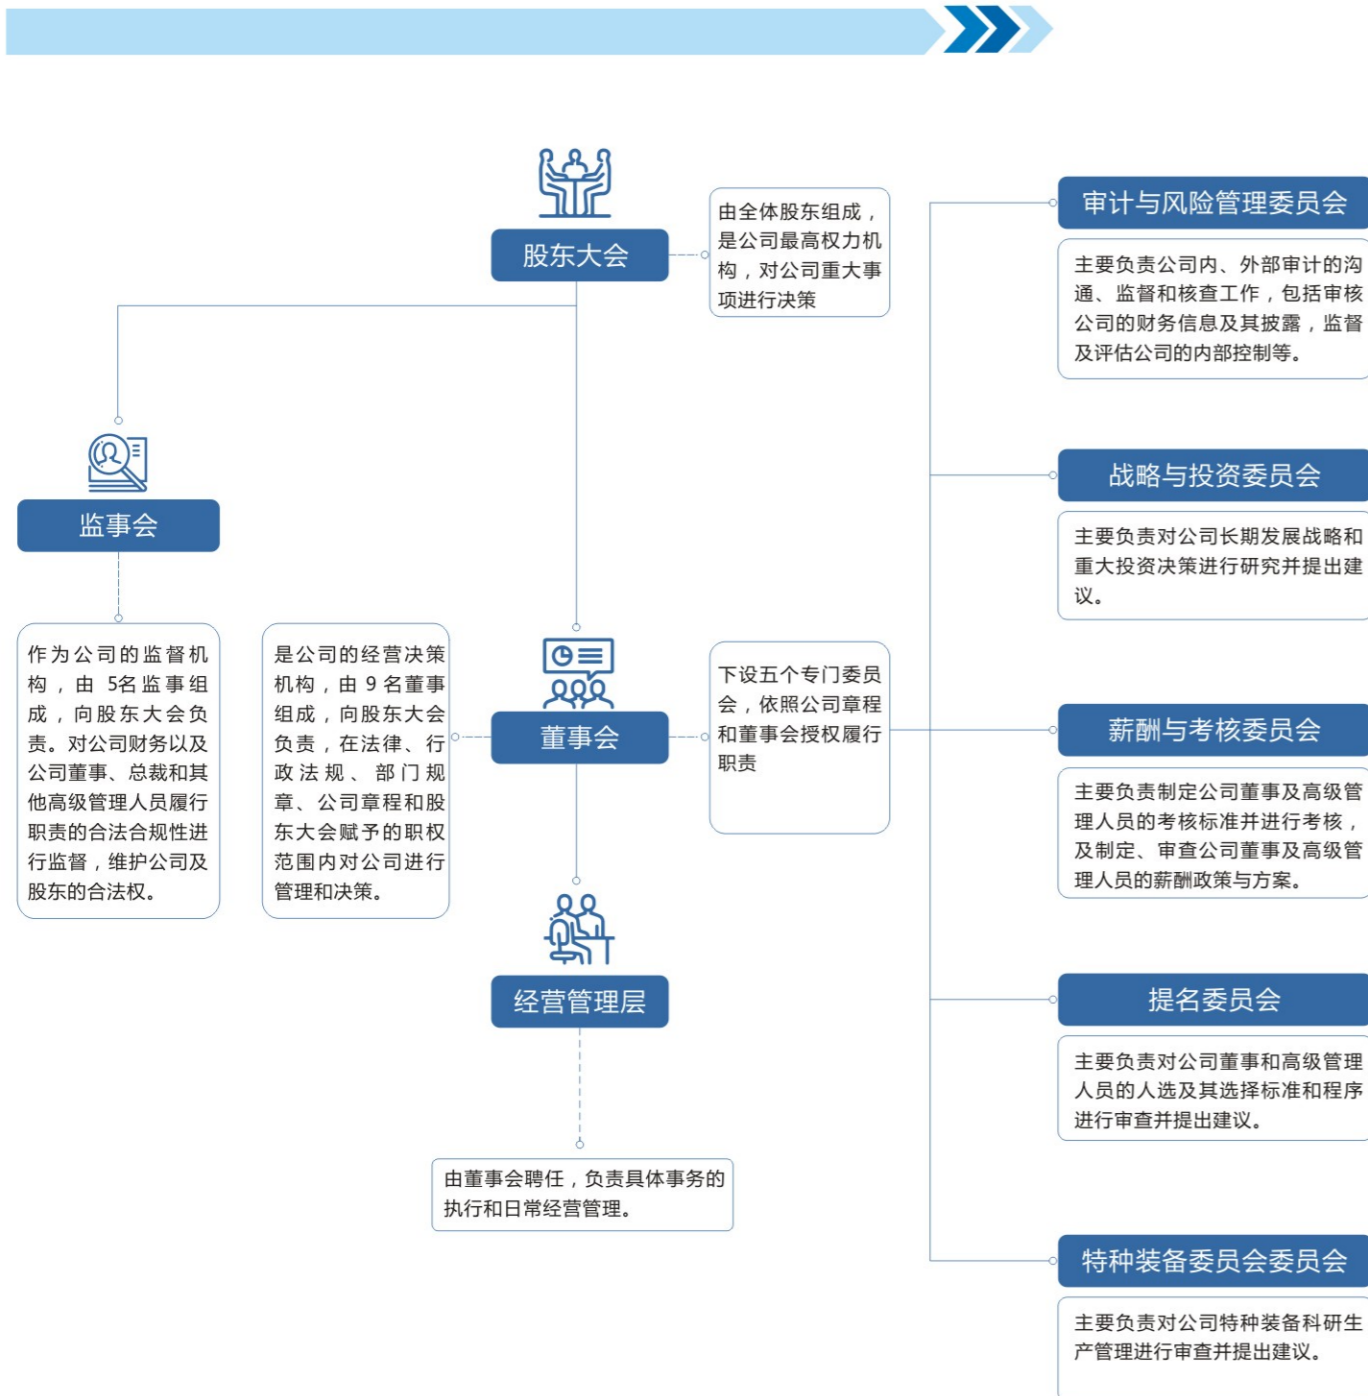 股东大会
由全体股东组成，
是公司最高权力机
构，对公司重大事
项进行决策
监事会
作为公司的监督机
构，由 5名监事组
成，向股东大会负
责。对公司财务以及
公司董事、总裁和其
他高级管理人员履行
职责的合法合规性进
行监督，维护公司及
股东的合法权。
是公司的经营决策
机构，由 9 名董事
组成，向股东大会
负责，在法律、行
政法规、部门规
章、公司章程和股
东大会赋予的职权
范围内对公司进行
管理和决策。
董事会
下设五个专门委员
会，依照公司章程
和董事会授权履行
职责
经营管理层
由董事会聘任，负责具体事务的
执行和日常经营管理。
审计与风险管理委员会
主要负责公司内、外部审计的沟
通、监督和核查工作，包括审核
公司的财务信息及其披露，监督
及评估公司的内部控制等。
战略与投资委员会
主要负责对公司长期发展战略和
重大投资决策进行研究并提出建
议。
薪酬与考核委员会
主要负责制定公司董事及高级管
理人员的考核标准并进行考核，
及制定、审查公司董事及高级管
理人员的薪酬政策与方案。
提名委员会
主要负责对公司董事和高级管理
人员的人选及其选择标准和程序
进行审查并提出建议。
特种装备委员会委员会
主要负责对公司特种装备科研生
产管理进行审查并提出建议。